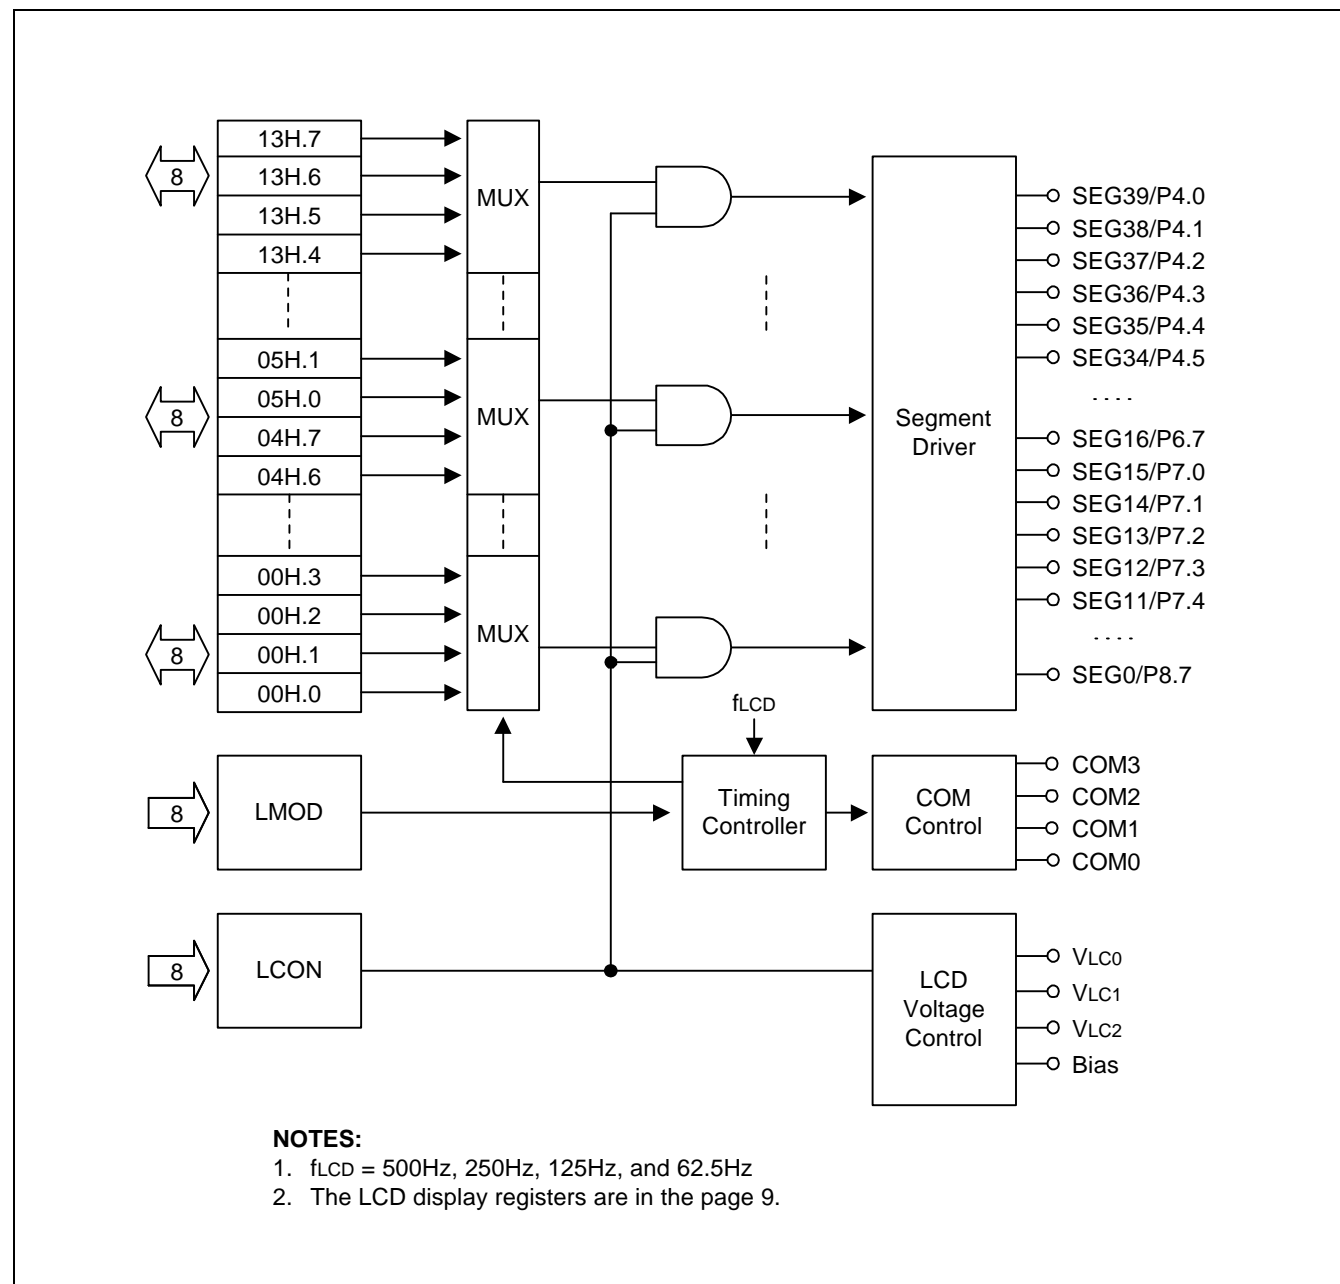 13H.7
13H.6
13H.5
13H.4
8
MUX
05H.1
05H.0
04H.7
04H.6
8
MUX
00H.3
00H.2
00H.1
00H.0
8
MUX
Segment
Driver
SEG39/P4.0
SEG38/P4.1
SEG37/P4.2
SEG36/P4.3
SEG35/P4.4
SEG34/P4.5
SEG16/P6.7
SEG15/P7.0
SEG14/P7.1
SEG13/P7.2
SEG12/P7.3
SEG11/P7.4
SEG0/P8.7
fLCD
8
LMOD
Timing
Controller
COM
Control
COM3
COM2
COM1
COM0
8
LCON
LCD
Voltage
Control
VLC0
VLC1
VLC2
Bias
NOTES:
1. fLCD = 500Hz, 250Hz, 125Hz, and 62.5Hz
2. The LCD display registers are in the page 9.